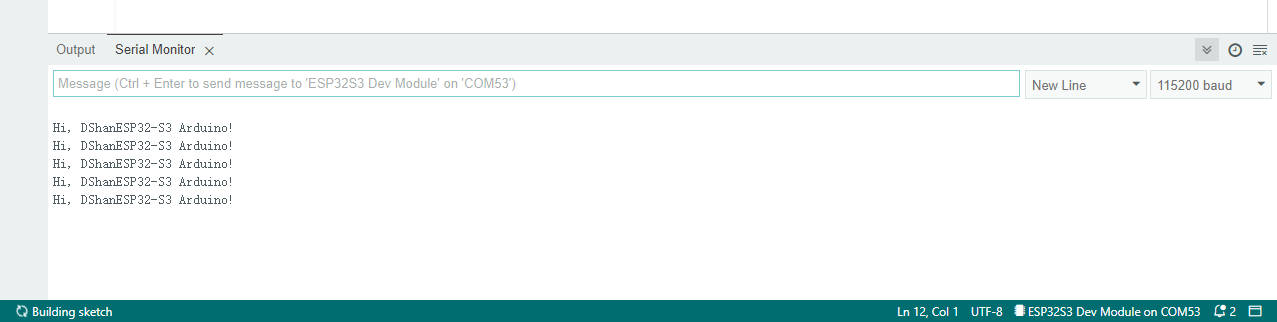 Output Serial Monitor
Message (Ctrl + Enter to send message to 'ESP32S3 Dev Module' on 'COM53') New Line 115200 baud
Hi, DShanESP32-S3 Arduino!
Hi, DShanESP32-S3 Arduino!
Hi, DShanESP32-S3 Arduino!
Hi, DShanESP32-S3 Arduino!
Hi, DShanESP32-S3 Arduino!
Building sketch Ln 12, Col 1 UTF-8 ESP32S3 Dev Module on COM53 2